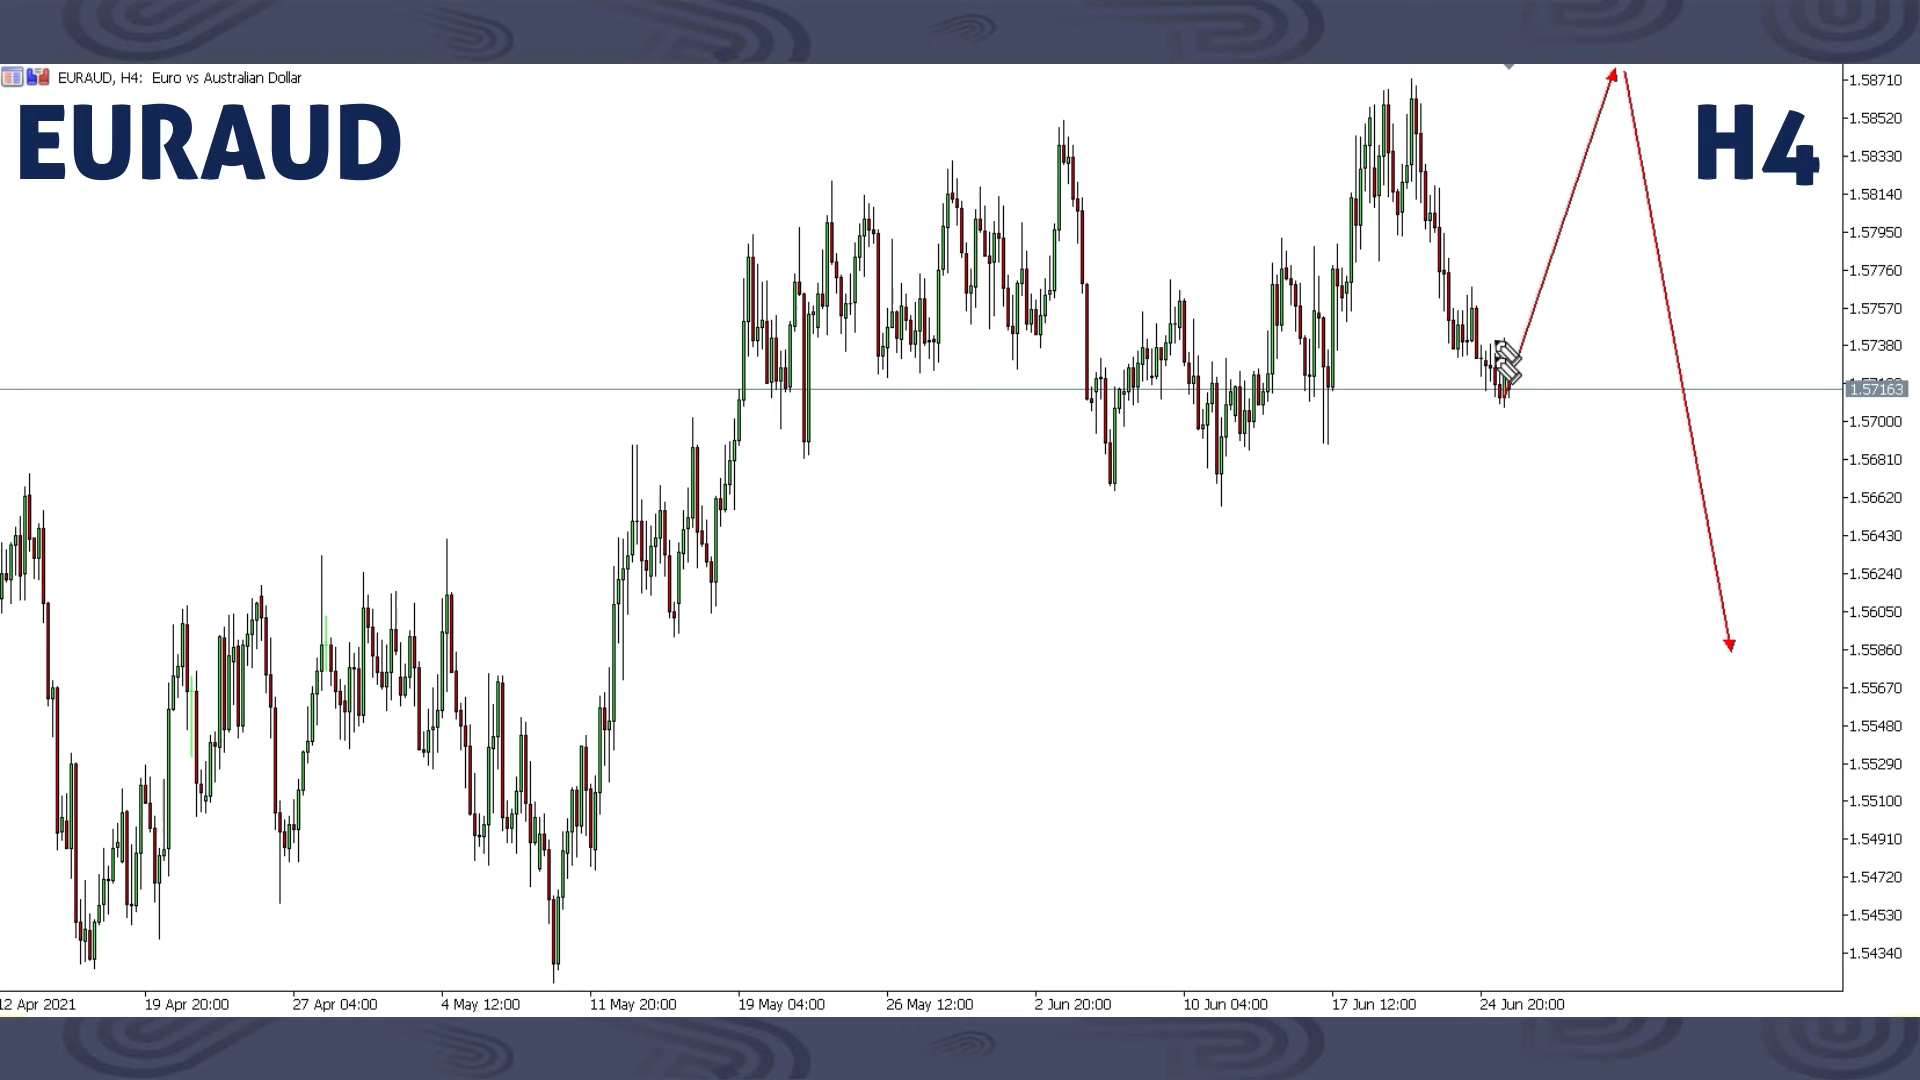 EURAUD, H4: Euro vs Australian Dollar
EURAUD
H4
1.58710
1.58520
1.58330
1.58140
1.57950
1.57760
1.57570
1.57380
1.57163
1.57000
1.56810
1.56620
1.56430
1.56240
1.56050
1.55860
1.55670
1.55480
1.55290
1.55100
1.54910
1.54720
1.54530
1.54340
12 Apr 2021
19 Apr 20:00
27 Apr 04:00
4 May 12:00
11 May 20:00
19 May 04:00
26 May 12:00
2 Jun 20:00
10 Jun 04:00
17 Jun 12:00
24 Jun 20:00